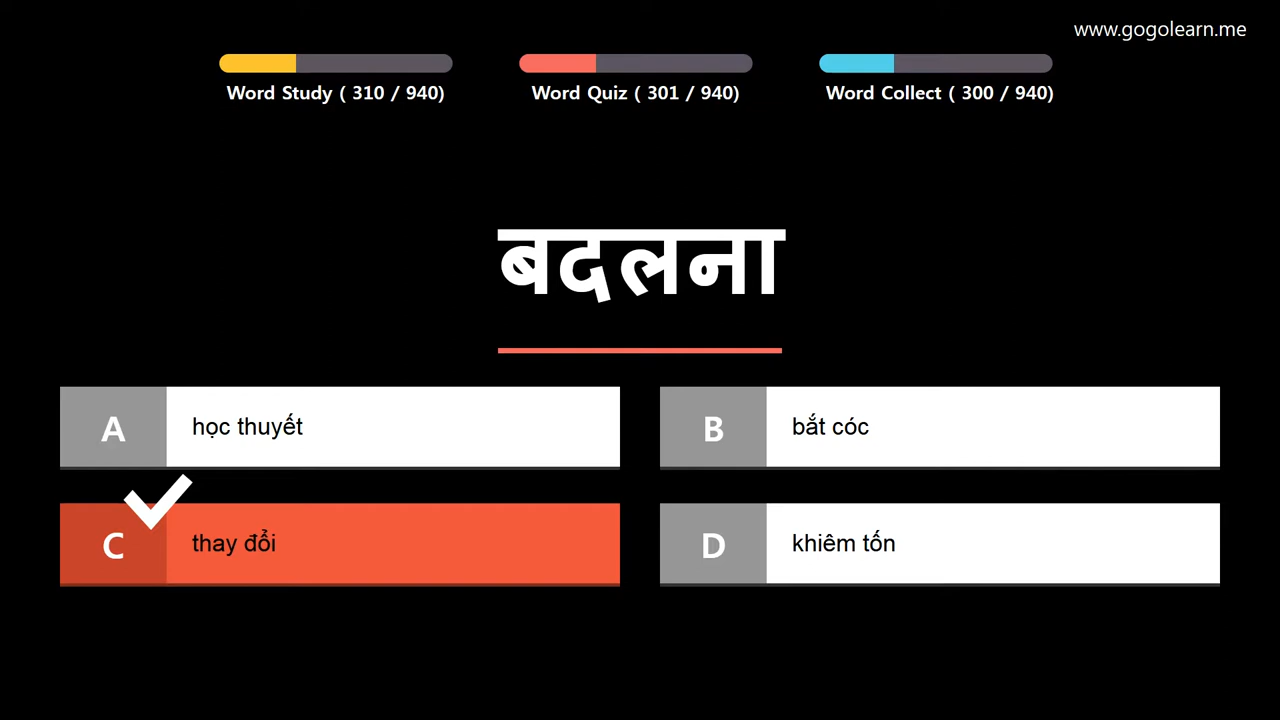 www.gogolearn.me
Word Study ( 310 / 940)
Word Quiz ( 301 / 940)
Word Collect ( 300 / 940)
बदलना
A
học thuyết
B
bắt cóc
C
thay đổi
D
khiêm tốn